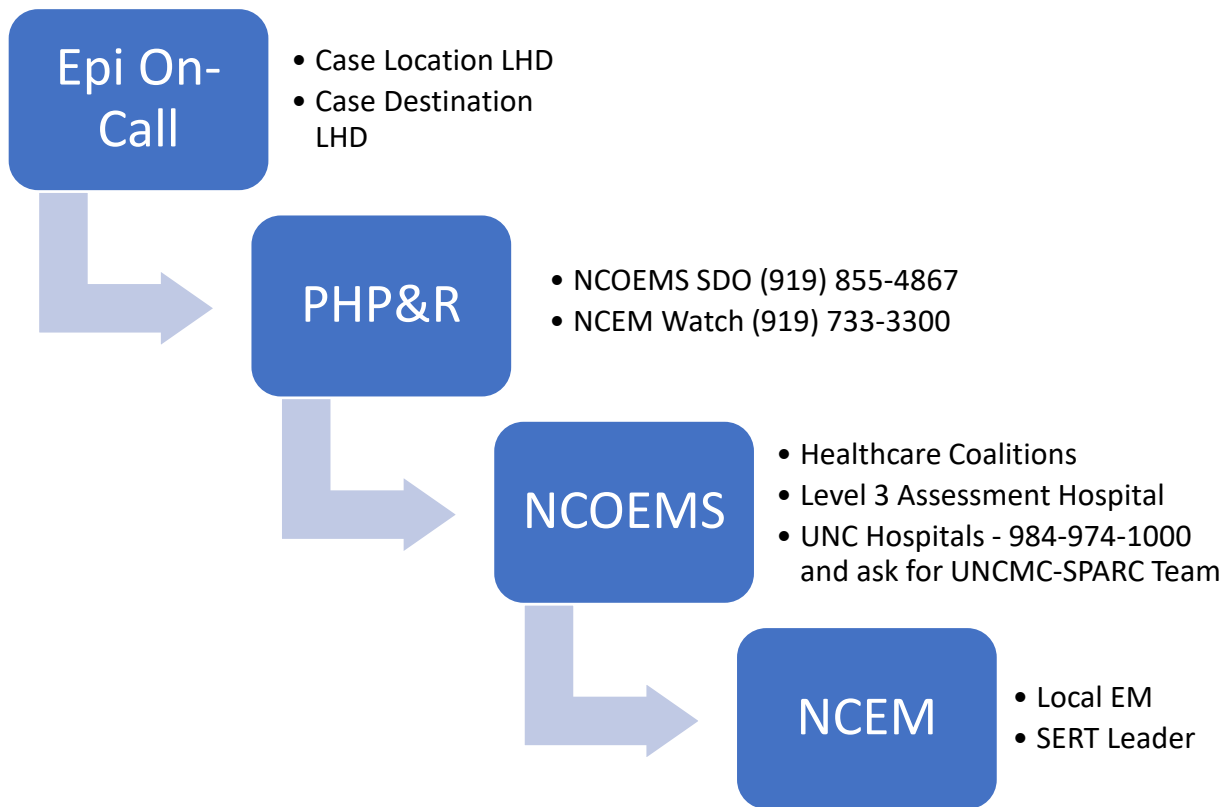 Epi On-
Call
• Case Location LHD
• Case Destination
LHD
PHP&R
• NCOEMS SDO (919) 855-4867
• NCEM Watch (919) 733-3300
NCOEMS
• Healthcare Coalitions
• Level 3 Assessment Hospital
• UNC Hospitals - 984-974-1000
and ask for UNCMC-SPARC Team
NCEM
• Local EM
• SERT Leader